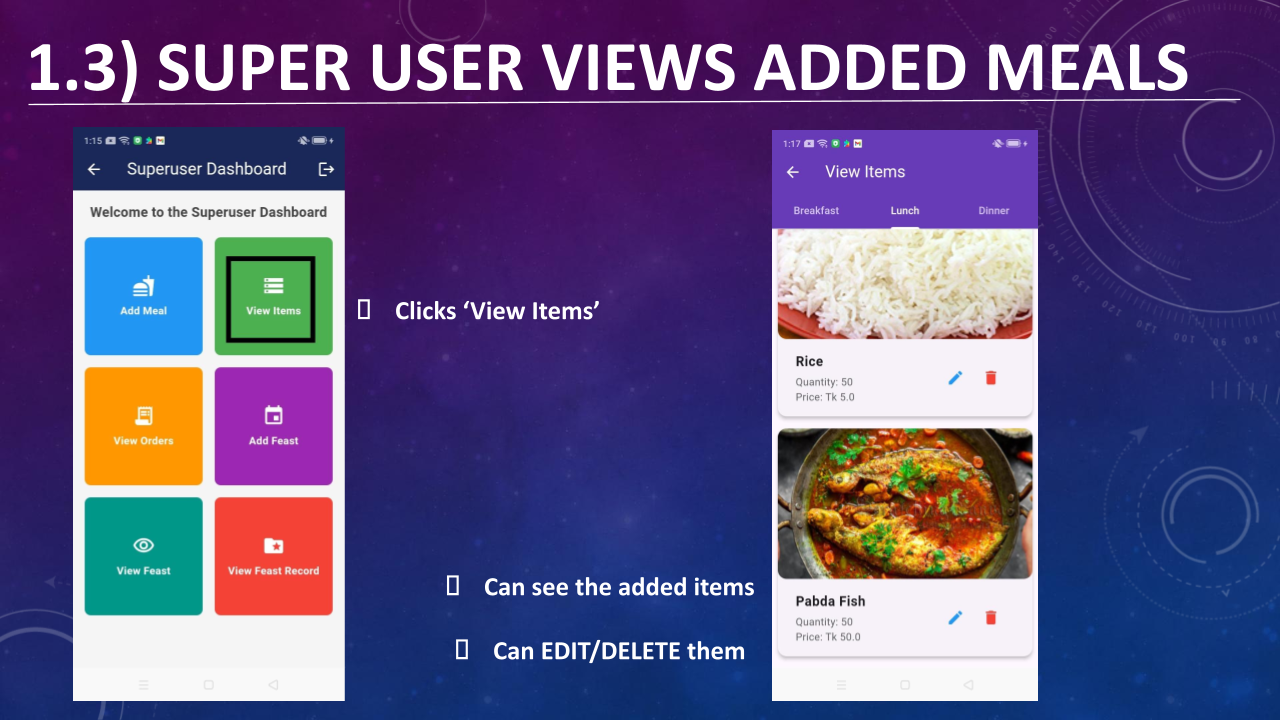 1.3) SUPER USER VIEWS ADDED MEALS
1:15
Superuser Dashboard
Welcome to the Superuser Dashboard
Add Meal
View Items
View Orders
Add Feast
View Feast
View Feast Record
Clicks ‘View Items’
Can see the added items
Can EDIT/DELETE them
1:17
View Items
Breakfast Lunch Dinner
Rice
Quantity: 50
Price: Tk 5.0
Pabda Fish
Quantity: 50
Price: Tk 50.0